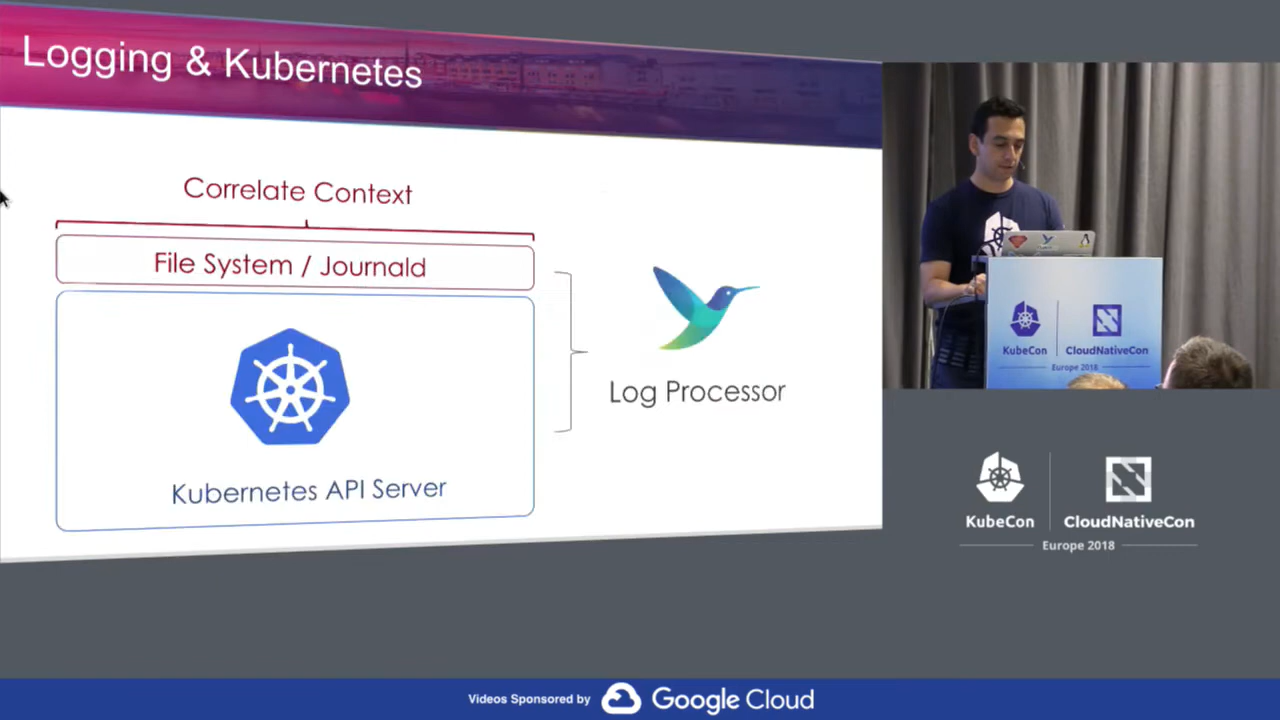 Logging & Kubernetes
Correlate Context
File System / Journald
Kubernetes API Server
Log Processor
KubeCon
CloudNativeCon
Europe 2018
KubeCon
CloudNativeCon
Europe 2018
Videos Sponsored by
Google Cloud